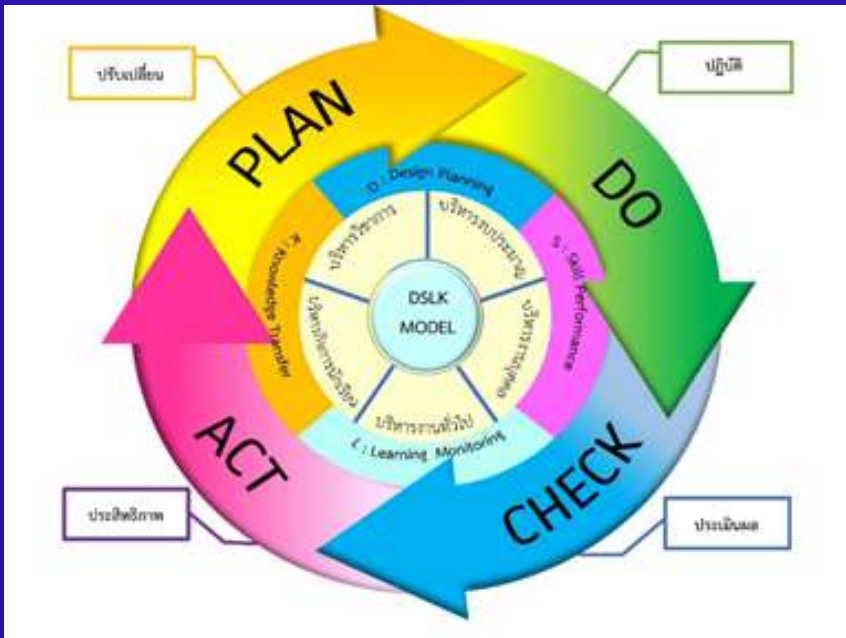 ปรับเปลี่ยน
ปฏิบัติ
PLAN
DO
D : Design Planning
K : Knowledge Transfer
S : Skill Performance
บริหารวิชาการ
บริหารงบประมาณ
DSLK
MODEL
บริหารกิจการนักเรียน
บริหารงานบุคคล
บริหารงานทั่วไป
L : Learning Monitoring
ACT
CHECK
ประสิทธิภาพ
ประเมินผล